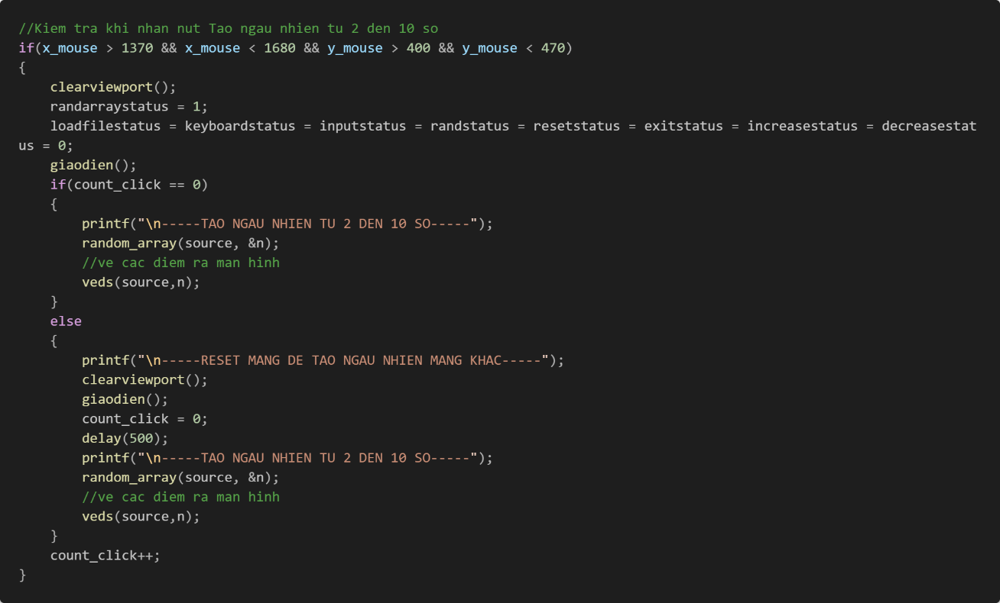 //Kiem tra khi nhan nut Tao ngau nhien tu 2 den 10 so
if(x_mouse > 1370 && x_mouse < 1680 && y_mouse > 400 && y_mouse < 470)
{
    clearviewport();
    randarraystatus = 1;
    loadfilestatus = keyboardstatus = inputstatus = randstatus = resetstatus = exitstatus = increasestatus = decreasestat
us = 0;
    giaodien();
    if(count_click == 0)
    {
        printf("\n-----TAO NGAU NHIEN TU 2 DEN 10 SO-----");
        random_array(source, &n);
        //ve cac diem ra man hinh
        veds(source,n);
    }
    else
    {
        printf("\n-----RESET MANG DE TAO NGAU NHIEN MANG KHAC-----");
        clearviewport();
        giaodien();
        count_click = 0;
        delay(500);
        printf("\n-----TAO NGAU NHIEN TU 2 DEN 10 SO-----");
        random_array(source, &n);
        //ve cac diem ra man hinh
        veds(source,n);
    }
    count_click++;
}